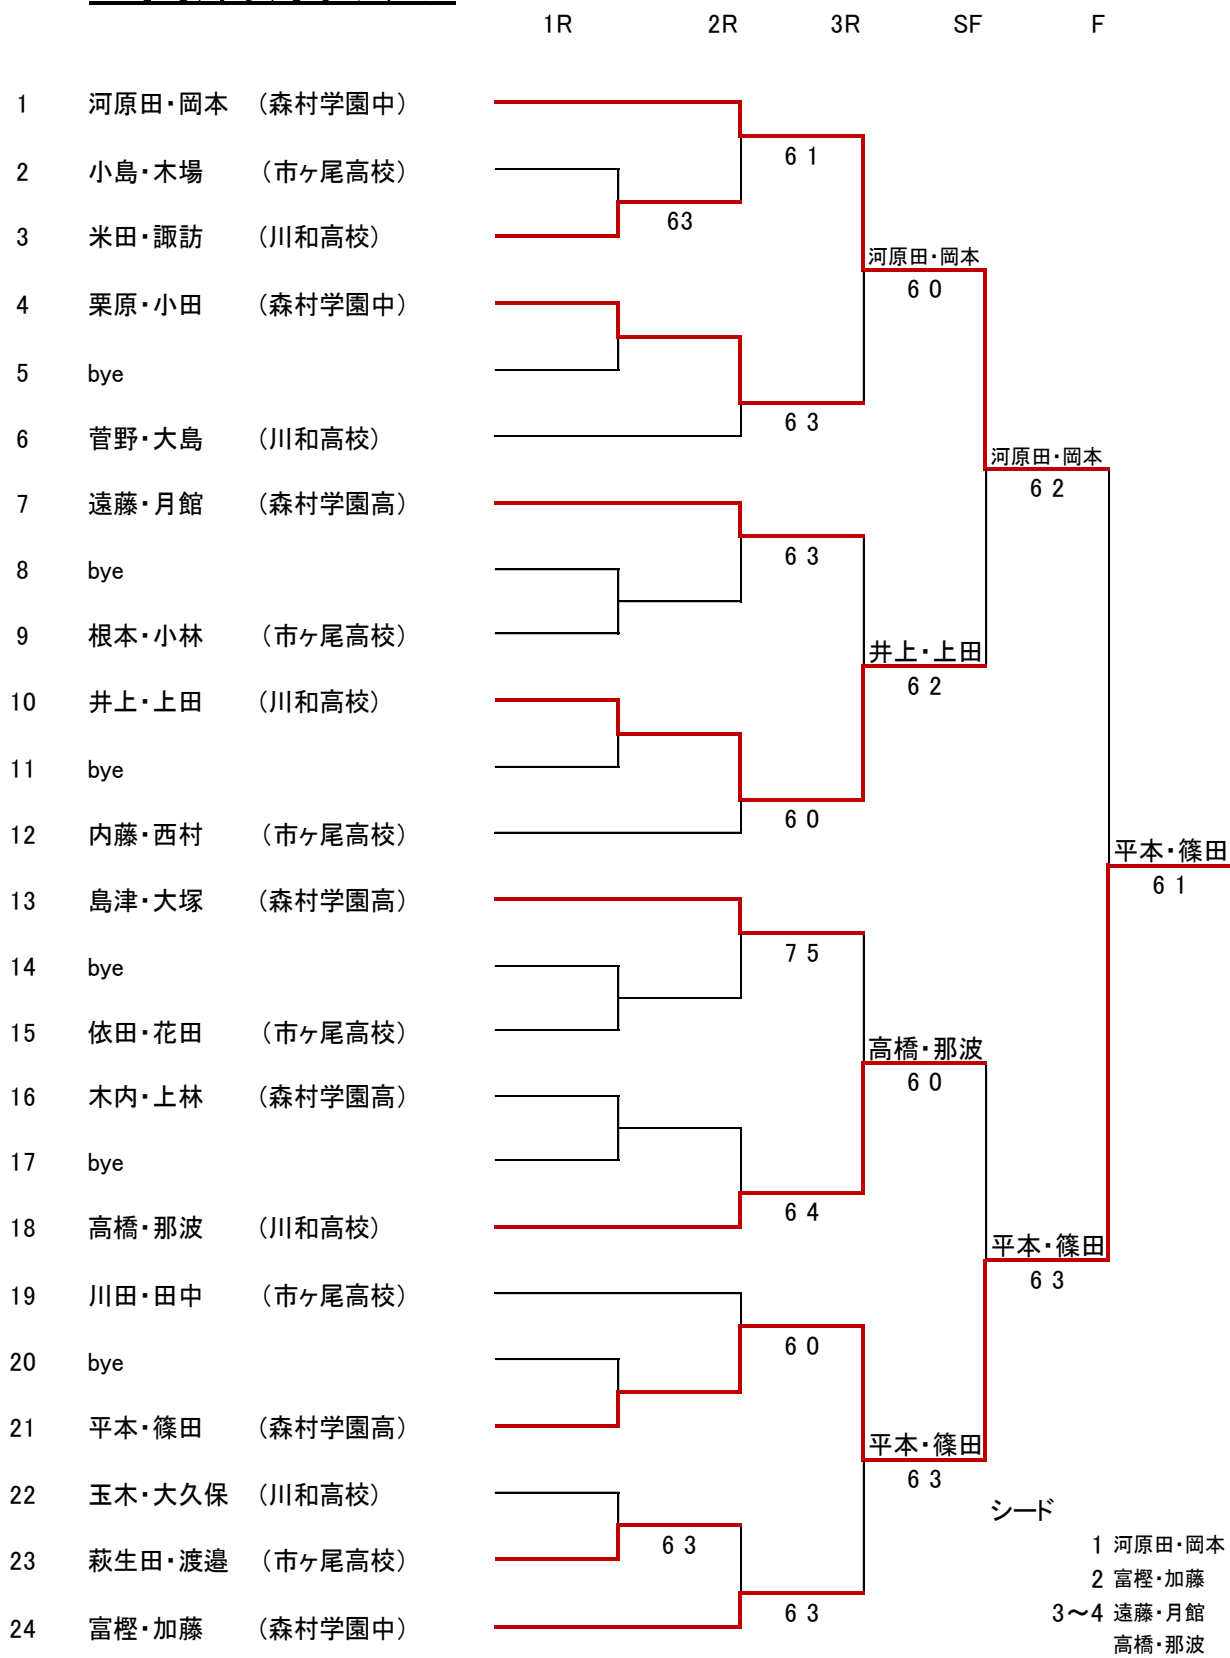 1R 2R 3R SF F
1 河原田・岡本 （森村学園中）
6 1
2 小島・木場 （市ヶ尾高校）
63
3 米田・諏訪 （川和高校）
河原田・岡本
6 0
4 栗原・小田 （森村学園中）
5 bye
6 3
6 菅野・大島 （川和高校）
河原田・岡本
6 2
7 遠藤・月館 （森村学園高）
6 3
8 bye
9 根本・小林 （市ヶ尾高校）
井上・上田
6 2
10 井上・上田 （川和高校）
11 bye
6 0
12 内藤・西村 （市ヶ尾高校）
平本・篠田
6 1
13 島津・大塚 （森村学園高）
7 5
14 bye
15 依田・花田 （市ヶ尾高校）
高橋・那波
6 0
16 木内・上林 （森村学園高）
17 bye
6 4
18 高橋・那波 （川和高校）
平本・篠田
6 3
19 川田・田中 （市ヶ尾高校）
6 0
20 bye
21 平本・篠田 （森村学園高）
平本・篠田
6 3
22 玉木・大久保 （川和高校）
シード
6 3
1 河原田・岡本
23 萩生田・渡邉 （市ヶ尾高校）
2 富樫・加藤
6 3
3～4 遠藤・月館
24 富樫・加藤 （森村学園中）
高橋・那波